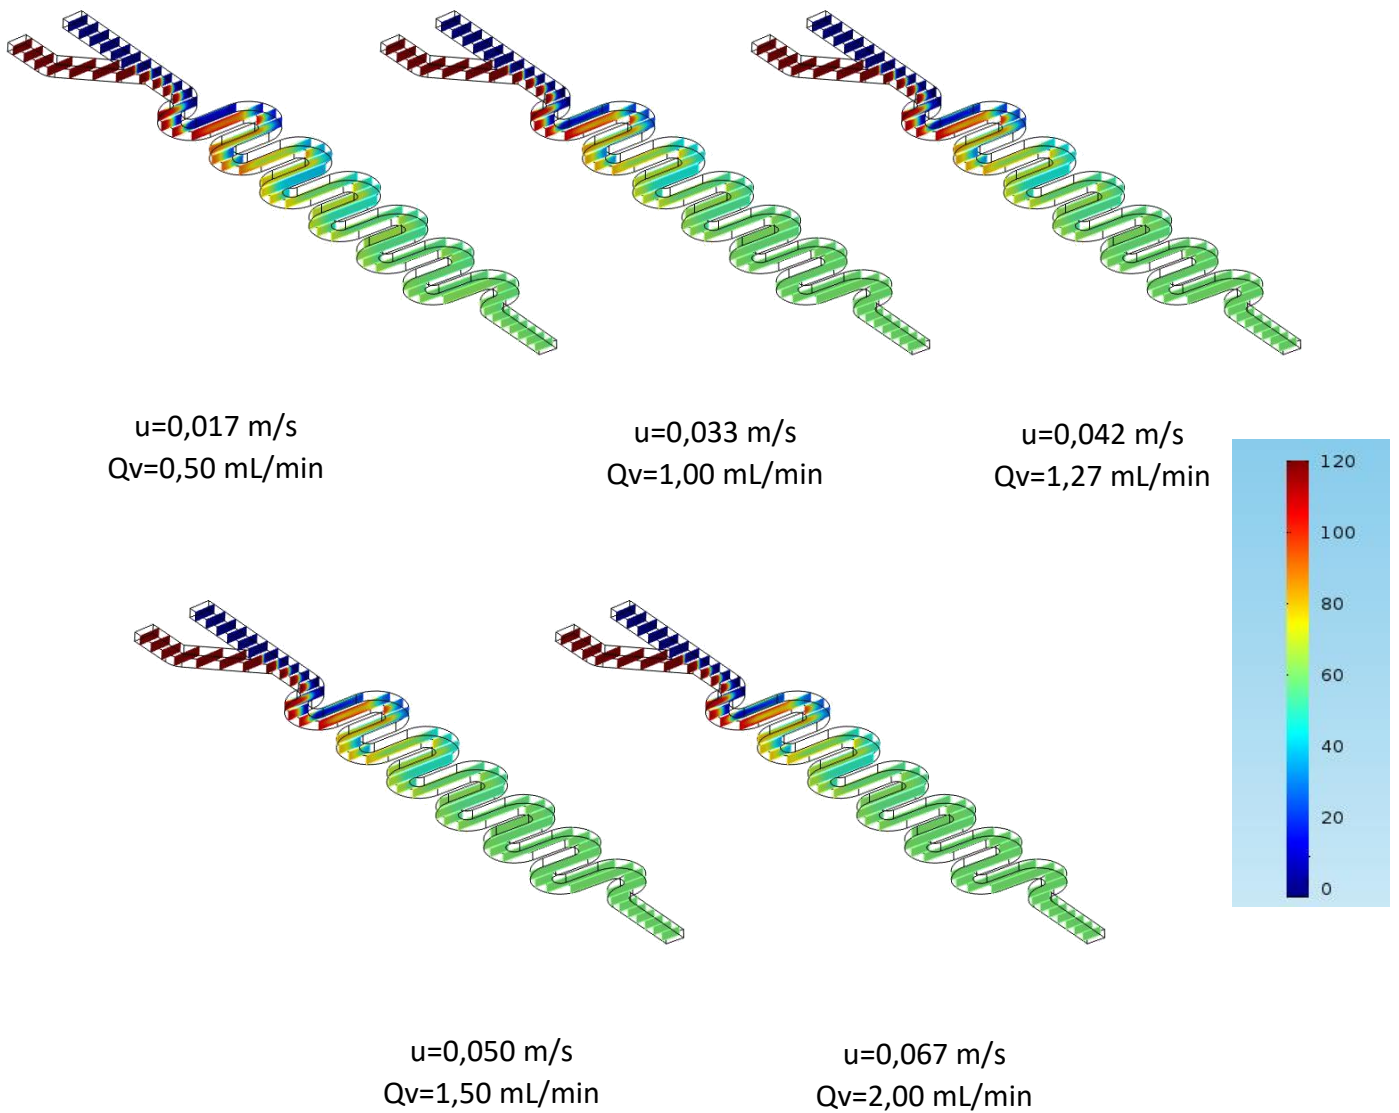 u=0,017 m/s
Qv=0,50 mL/min
u=0,033 m/s
Qv=1,00 mL/min
u=0,042 m/s
Qv=1,27 mL/min
120
100
80
60
40
20
0
u=0,050 m/s
Qv=1,50 mL/min
u=0,067 m/s
Qv=2,00 mL/min